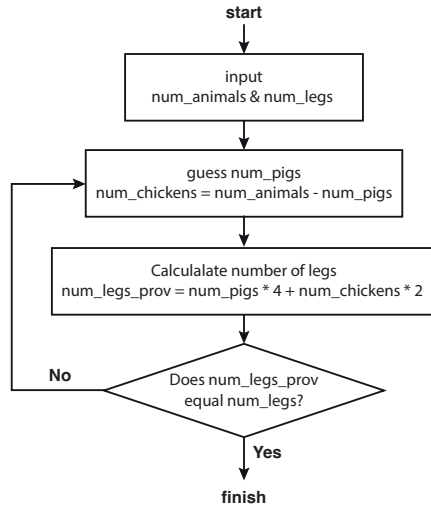 start
input
num_animals & num_legs
guess num_pigs
num_chickens = num_animals - num_pigs
Calculalate number of legs
num_legs_prov = num_pigs * 4 + num_chickens * 2
No
Does num_legs_prov
equal num_legs?
Yes
finish